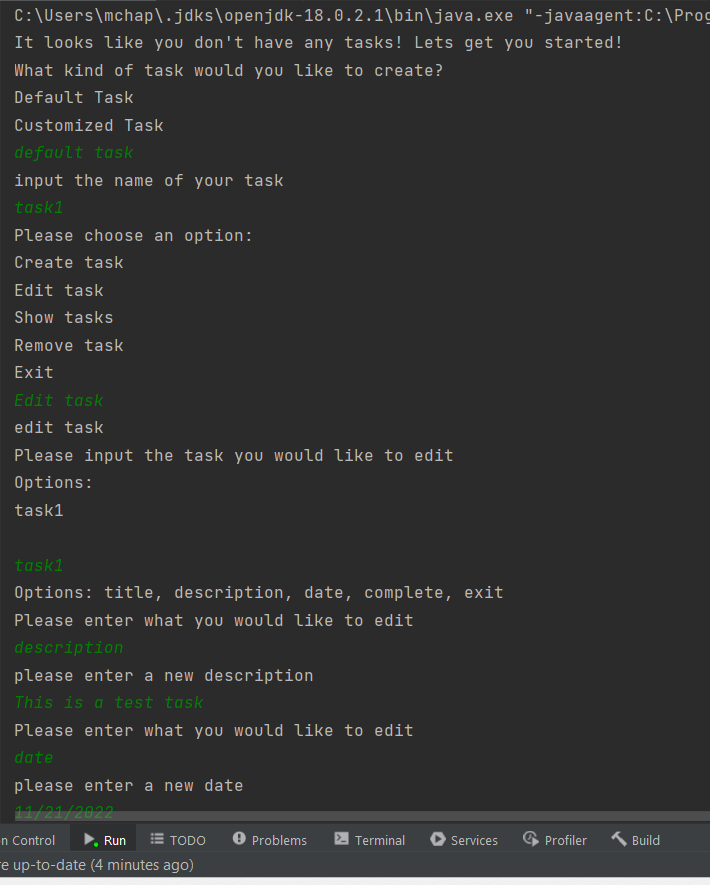 C:\Users\mchap\.jdks\openjdk-18.0.2.1\bin\java.exe "-javaagent:C:\Prog
It looks like you don't have any tasks! Lets get you started!
What kind of task would you like to create?
Default Task
Customized Task
default task
input the name of your task
task1
Please choose an option:
Create task
Edit task
Show tasks
Remove task
Exit
Edit task
edit task
Please input the task you would like to edit
Options:
task1
task1
Options: title, description, date, complete, exit
Please enter what you would like to edit
description
please enter a new description
This is a test task
Please enter what you would like to edit
date
please enter a new date
11/21/2022
n Control Run TODO Problems Terminal Services Profiler Build
re up-to-date (4 minutes ago)